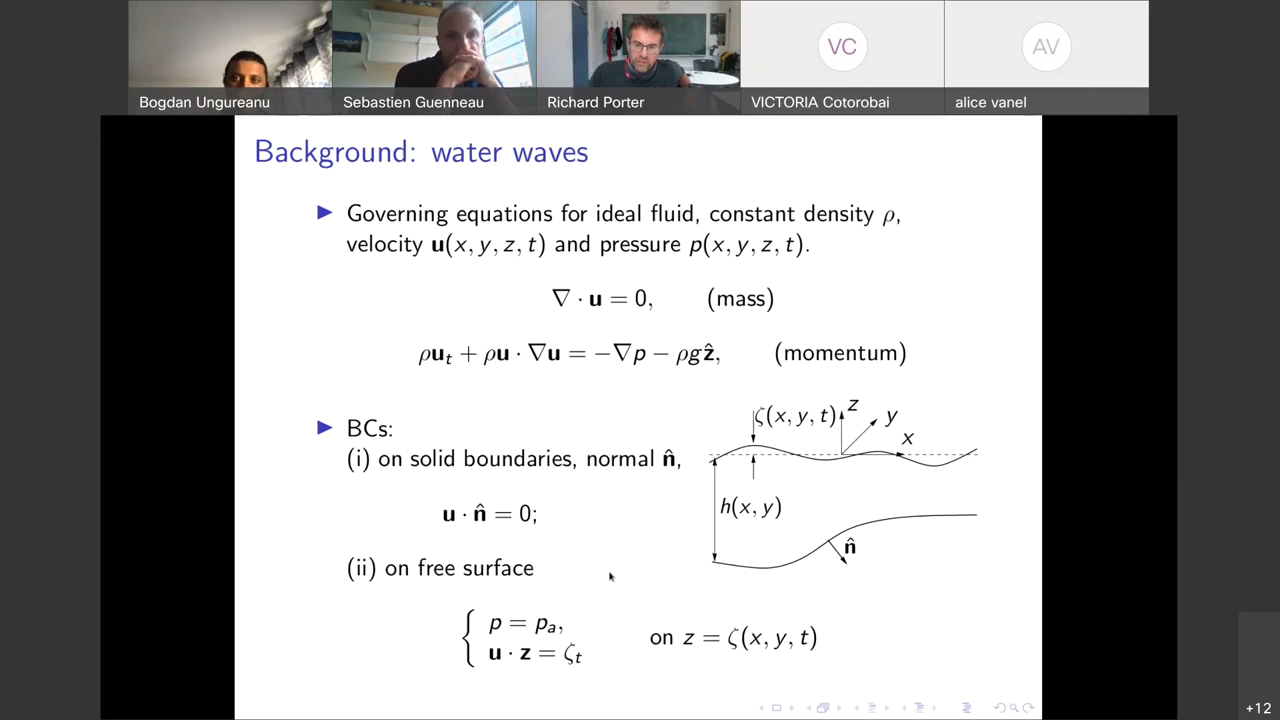 VC
AV
Bogdan Ungureanu
Sebastien Guenneau
Richard Porter
VICTORIA Cotorobai
alice vanel
Background: water waves
▶ Governing equations for ideal fluid, constant density ρ,
velocity u(x, y, z, t) and pressure p(x, y, z, t).
∇ · u = 0, (mass)
ρu_t + ρu · ∇u = −∇p − ρgẑ, (momentum)
▶ BCs:
(i) on solid boundaries, normal n̂,
u · n̂ = 0;
(ii) on free surface
{ p = p_a,
u · z = ζ_t
on z = ζ(x, y, t)
ζ(x, y, t)
z
y
x
h(x, y)
n̂
+12